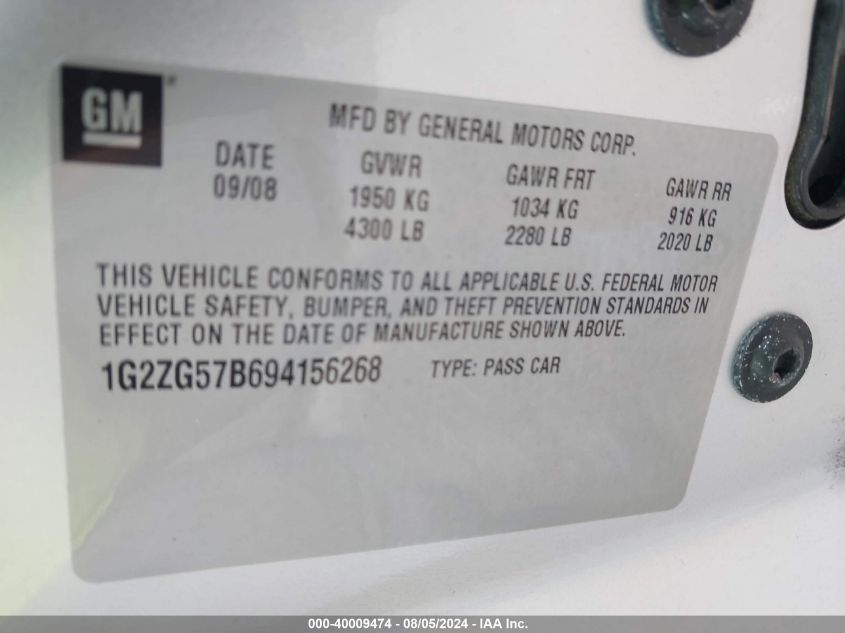 GM
MFD BY GENERAL MOTORS CORP.
DATE GVWR GAWR FRT GAWR RR
09/08 1950 KG 1034 KG 916 KG
4300 LB 2280 LB 2020 LB
THIS VEHICLE CONFORMS TO ALL APPLICABLE U.S. FEDERAL MOTOR
VEHICLE SAFETY, BUMPER, AND THEFT PREVENTION STANDARDS IN
EFFECT ON THE DATE OF MANUFACTURE SHOWN ABOVE.
1G2ZG57B694156268 TYPE: PASS CAR
000-40009474 - 08/05/2024 - IAA Inc.